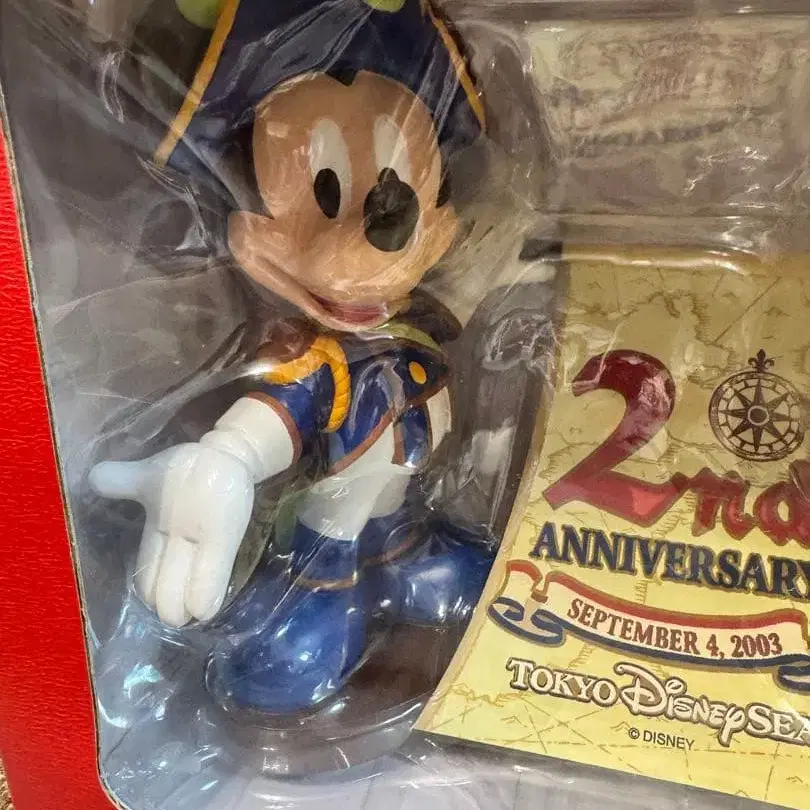 2nd
ANNIVERSARY
SEPTEMBER 4, 2003
TOKYO DISNEYSEA
© DISNEY